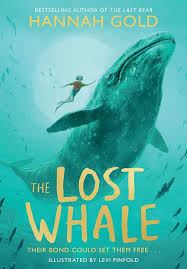 BESTSELLING AUTHOR OF THE LAST BEAR
HANNAH GOLD
THE LOST
WHALE
THEIR BOND COULD SET THEM FREE . . .
ILLUSTRATED BY LEVI PINFOLD